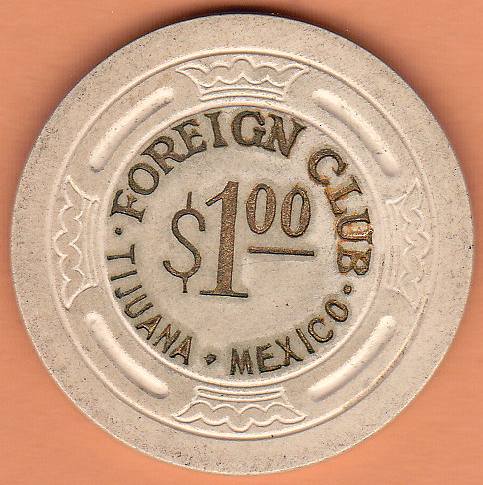 FOREIGN CLUB
$1.00
TIJUANA • MEXICO